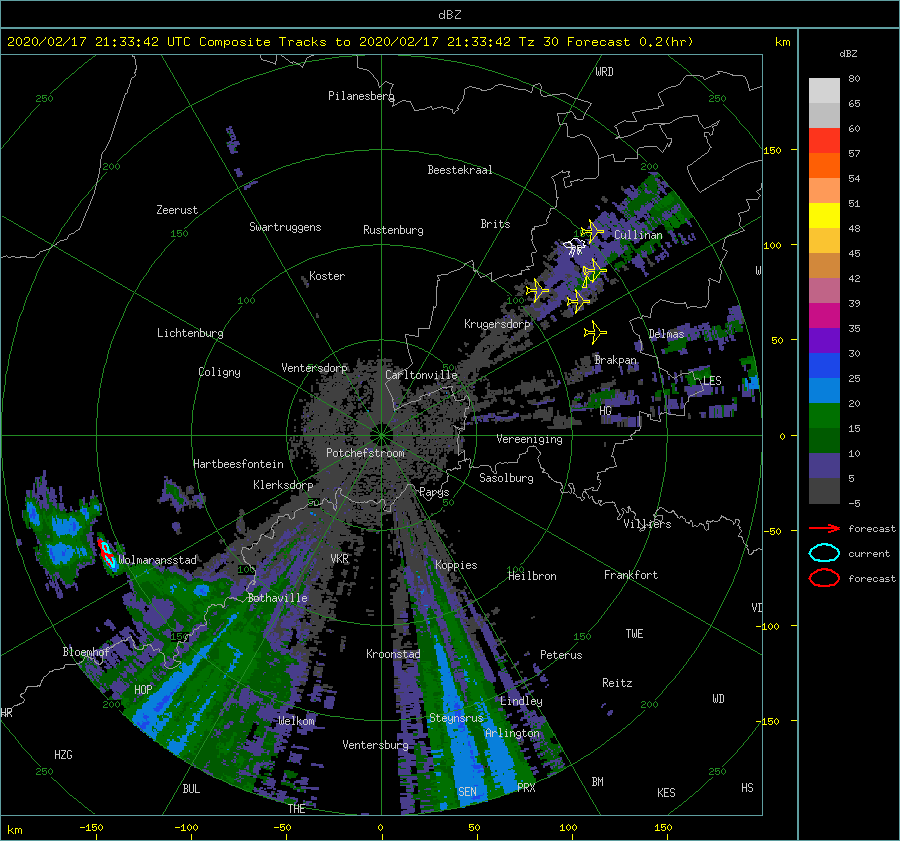 dBZ
2020/02/17 21:33:42 UTC Composite Tracks to 2020/02/17 21:33:42 Tz 30 Forecast 0.2(hr)
km
dBZ
WRD
80
250
Pilanesberg
250
65
60
150
57
200
Beestekraal
200
54
Zeerust
51
Swartruggens
Rustenburg
Brits
150
Cullinan
48
100
45
Koster
W
42
100
100
39
Krugersdorp
Lichtenburg
Delmas
35
50
Ventersdorp
Brakpan
30
Coligny
50
Carltonville
LES
25
HG
20
0
Vereeniging
15
Potchefstroom
10
Hartbeesfontein
Sasolburg
5
Klerksdorp
Parys
50
50
-5
Villiers
-50
forecast
Wolmaransstad
VKR
current
100
Koppies
100
Heilbron
Frankfort
forecast
Bothaville
VD
-100
150
150
TWE
Bloemhof
Kroonstad
Peterus
HOP
Reitz
WD
200
Lindley
200
HR
Welkom
Steynsrus
-150
Arlington
HZG
Ventersburg
250
250
BUL
SEN
PRX
BM
KES
HS
THE
km
-150
-100
-50
0
50
100
150